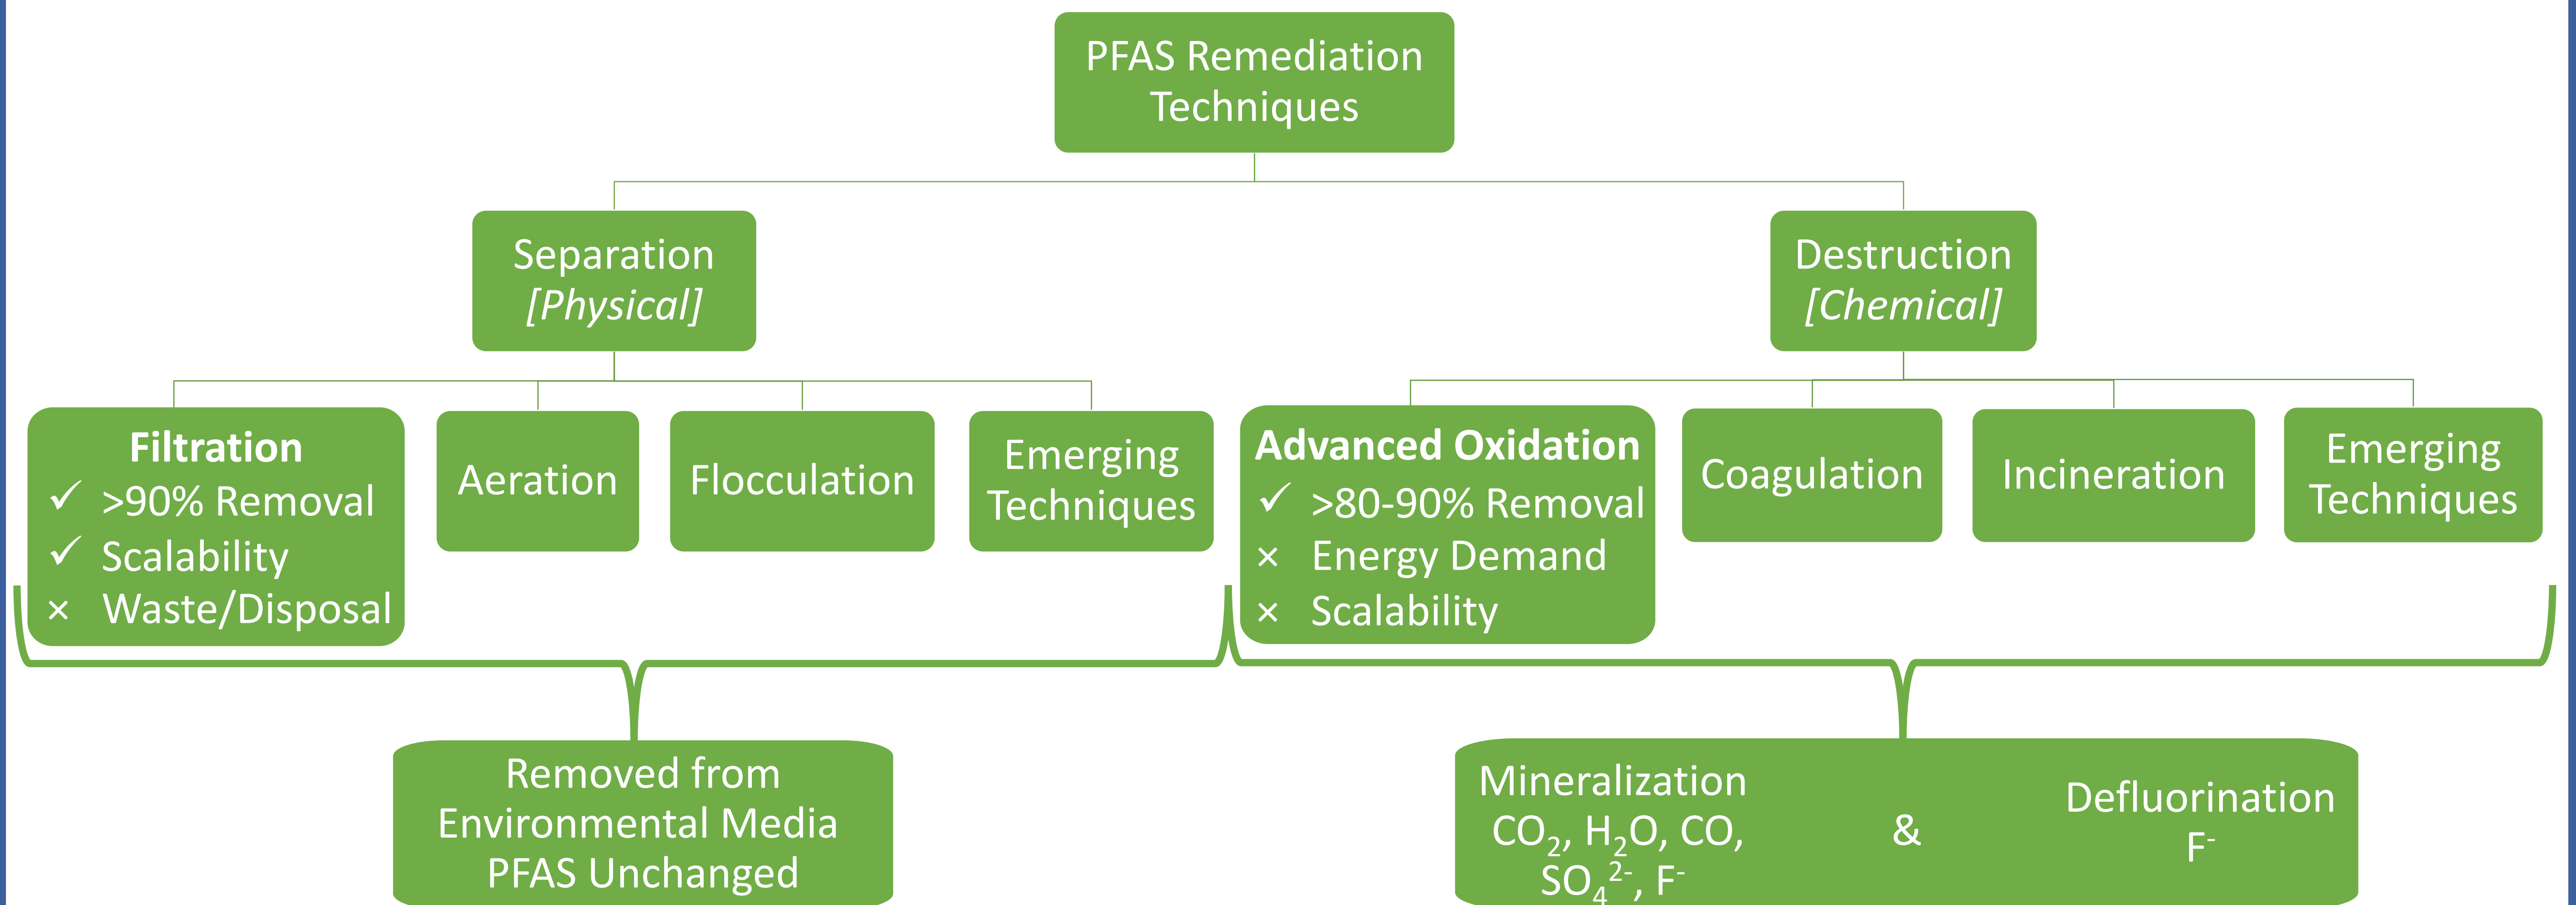 PFAS Remediation
Techniques
Separation
[Physical]
Destruction
[Chemical]
Filtration
✓ >90% Removal
✓ Scalability
× Waste/Disposal
Aeration
Flocculation
Emerging
Techniques
Advanced Oxidation
✓ >80-90% Removal
× Energy Demand
× Scalability
Coagulation
Incineration
Emerging
Techniques
Removed from
Environmental Media
PFAS Unchanged
Mineralization
CO₂, H₂O, CO,
SO₄²⁻, F⁻
&
Defluorination
F⁻